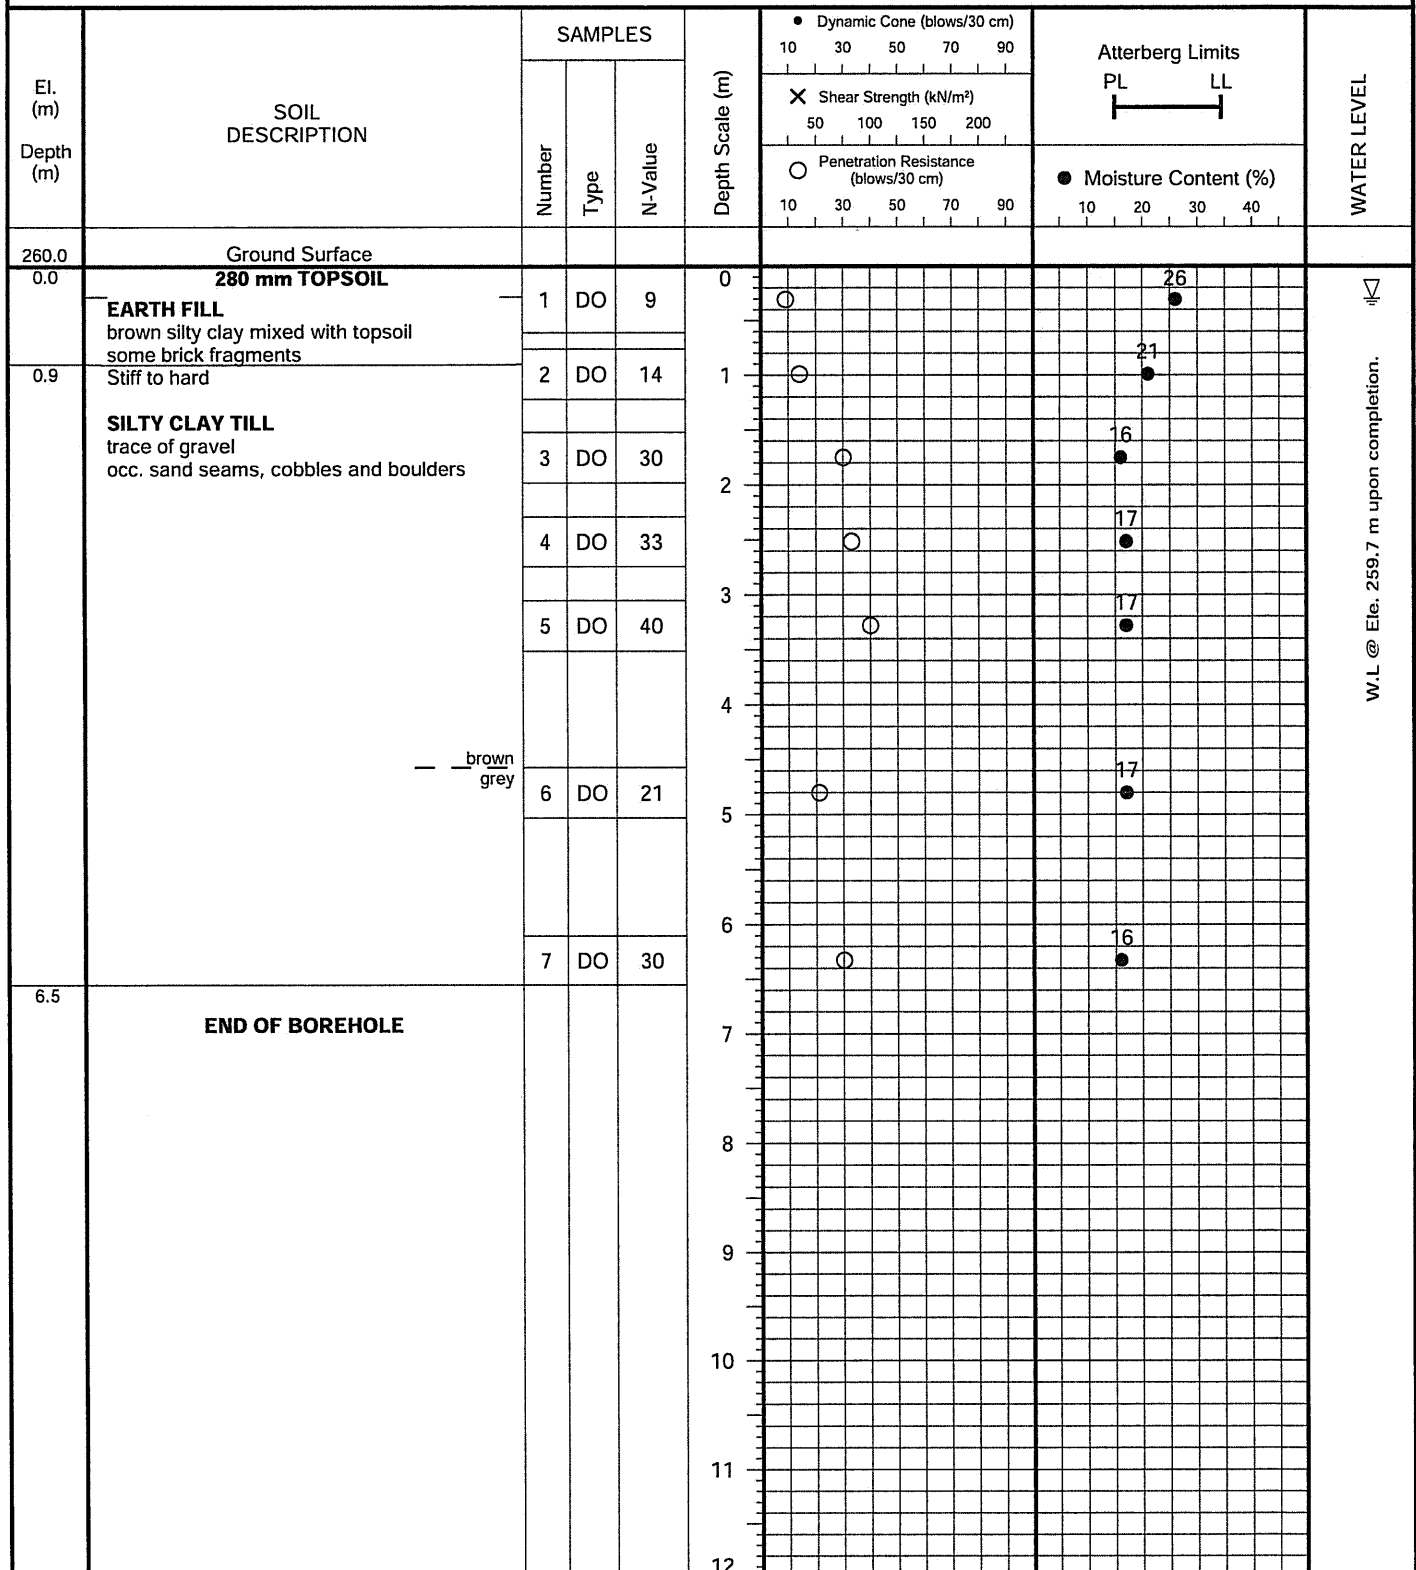 El.
(m)
Depth
(m)
SOIL
DESCRIPTION
SAMPLES
Number
Type
N-Value
Depth Scale (m)
● Dynamic Cone (blows/30 cm)
10 30 50 70 90
X Shear Strength (kN/m²)
50 100 150 200
O Penetration Resistance
(blows/30 cm)
10 30 50 70 90
Atterberg Limits
PL LL
● Moisture Content (%)
10 20 30 40
WATER LEVEL
260.0 Ground Surface
0.0 280 mm TOPSOIL
EARTH FILL
brown silty clay mixed with topsoil
some brick fragments
0.9 Stiff to hard
SILTY CLAY TILL
trace of gravel
occ. sand seams, cobbles and boulders
brown
grey
6.5
END OF BOREHOLE
1 DO 9
2 DO 14
3 DO 30
4 DO 33
5 DO 40
6 DO 21
7 DO 30
0
1
2
3
4
5
6
7
8
9
10
11
12
26
21
16
17
17
17
16
W.L @ Ele. 259.7 m upon completion.